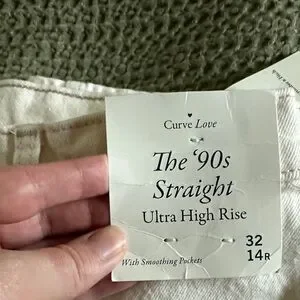 Curve Love
The '90s
Straight
Ultra High Rise
With Smoothing Pockets
32
14R